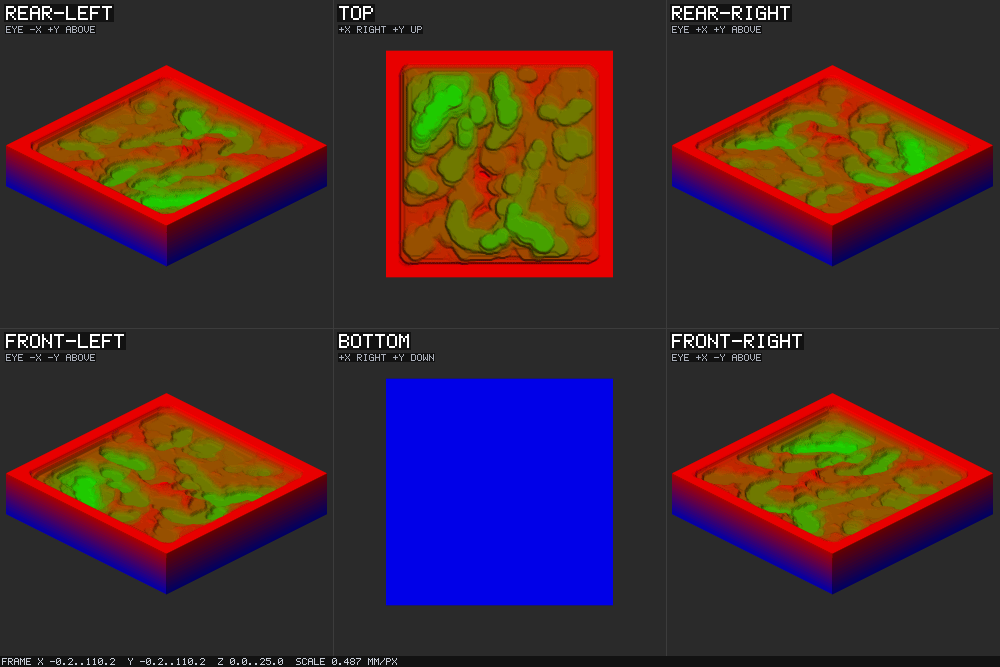 REAR-LEFT
EYE -X +Y ABOVE
TOP
+X RIGHT +Y UP
REAR-RIGHT
EYE +X +Y ABOVE
FRONT-LEFT
EYE -X -Y ABOVE
BOTTOM
+X RIGHT +Y DOWN
FRONT-RIGHT
EYE +X -Y ABOVE
FRAME X -0.2..110.2 Y -0.2..110.2 Z 0.0..25.0 SCALE 0.487 MM/PX